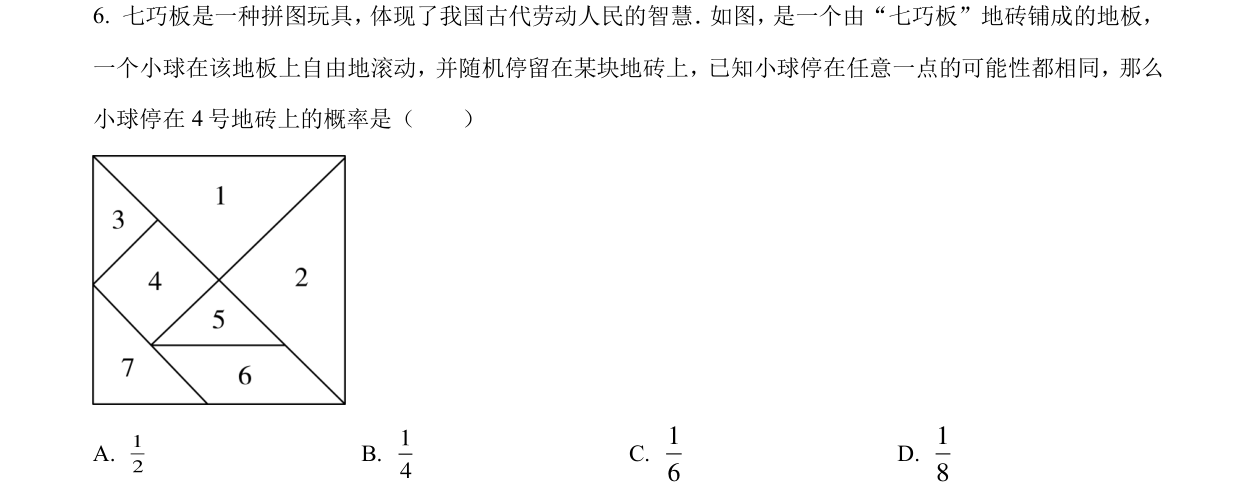 6. 七巧板是一种拼图玩具，体现了我国古代劳动人民的智慧．如图，是一个由“七巧板”地砖铺成的地板，
一个小球在该地板上自由地滚动，并随机停留在某块地砖上，已知小球停在任意一点的可能性都相同，那么
小球停在 4 号地砖上的概率是（　　）
1
3
4
2
5
7
6
A. 1/2 B. 1/4 C. 1/6 D. 1/8